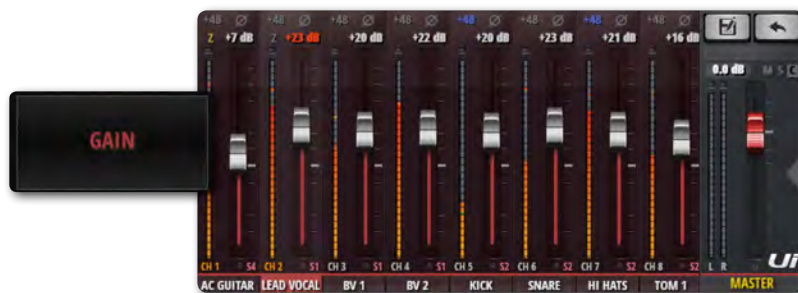 GAIN
+48 Ø +48 Ø +48 Ø +48 Ø +48 Ø +48 Ø +48 Ø +48 Ø
Z +7 dB Z +23 dB +20 dB +22 dB +20 dB +23 dB +21 dB +16 dB
0.0 dB M S
CH 1 S4 CH 2 S1 CH 3 S1 CH 4 S1 CH 5 S2 CH 6 S2 CH 7 S2 CH 8 S2
L R Ui
AC GUITAR LEAD VOCAL BV 1 BV 2 KICK SNARE HI HATS TOM 1 MASTER